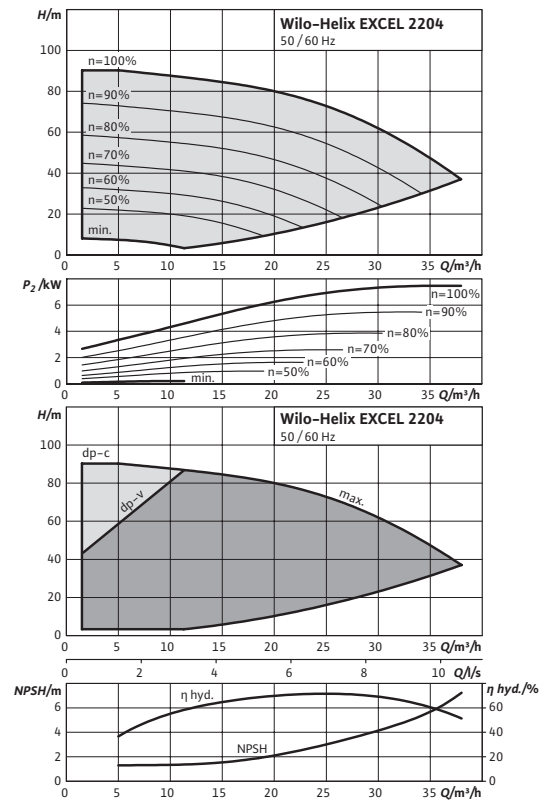 H/m
Wilo-Helix EXCEL 2204
50 / 60 Hz
100
80
60
40
20
0
n=100%
n=90%
n=80%
n=70%
n=60%
n=50%
min.
0 5 10 15 20 25 30 35 Q/m³/h
P₂ /kW
6
4
2
0
n=100%
n=90%
n=80%
n=70%
n=60%
n=50%
min.
0 5 10 15 20 25 30 35 Q/m³/h
H/m
Wilo-Helix EXCEL 2204
50 / 60 Hz
100
80
60
40
20
0
dp-c
dp-v
max.
0 5 10 15 20 25 30 35 Q/m³/h
0 2 4 6 8 10 Q/l/s
NPSH/m
η hyd./%
6
4
2
0
η hyd.
NPSH
60
40
20
0
0 5 10 15 20 25 30 35 Q/m³/h